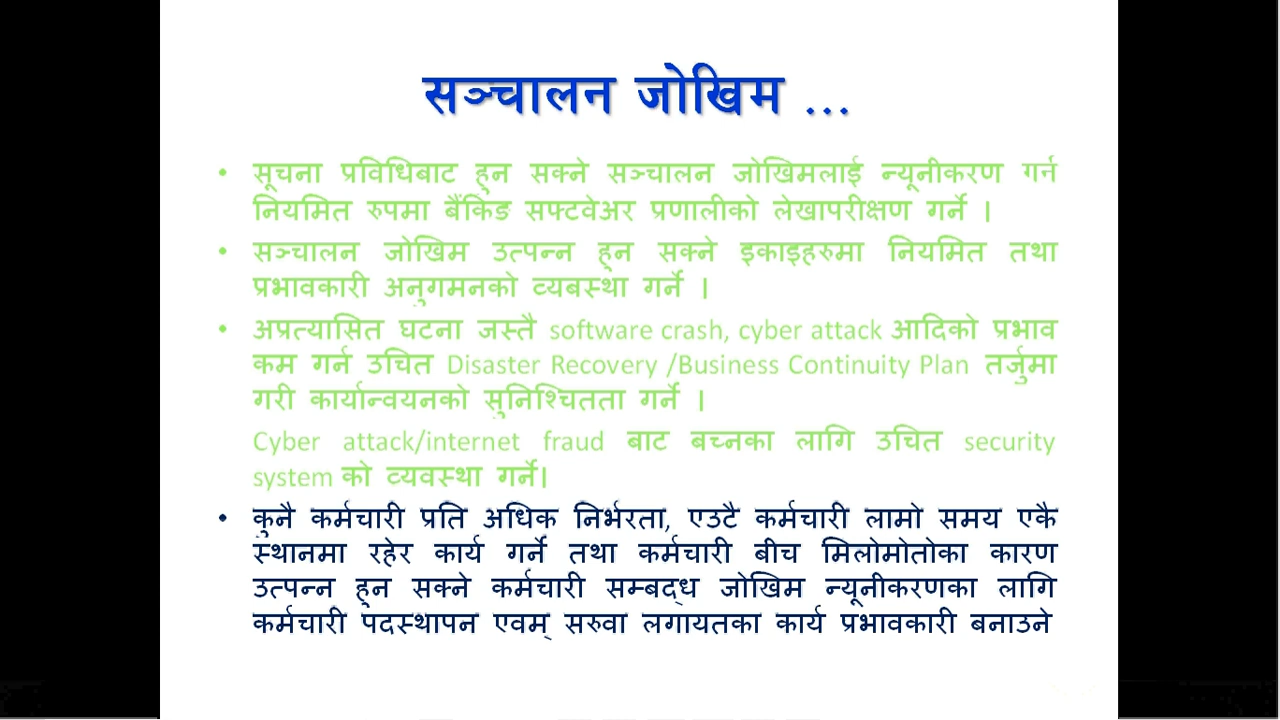 सञ्चालन जोखिम ...
• सूचना प्रविधिबाट हुन सक्ने सञ्चालन जोखिमलाई न्यूनीकरण गर्न
नियमित रुपमा बैंकिङ सफ्टवेअर प्रणालीको लेखापरीक्षण गर्ने ।
• सञ्चालन जोखिम उत्पन्न हुन सक्ने इकाइहरुमा नियमित तथा
प्रभावकारी अनुगमनको व्यबस्था गर्ने ।
• अप्रत्यासित घटना जस्तै software crash, cyber attack आदिको प्रभाव
कम गर्न उचित Disaster Recovery /Business Continuity Plan तर्जुमा
गरी कार्यान्वयनको सुनिश्चितता गर्ने ।
Cyber attack/internet fraud बाट बच्नका लागि उचित security
system को व्यवस्था गर्ने।
• कुनै कर्मचारी प्रति अधिक निर्भरता, एउटै कर्मचारी लामो समय एकै
स्थानमा रहेर कार्य गर्ने तथा कर्मचारी बीच मिलोमोतोका कारण
उत्पन्न हुन सक्ने कर्मचारी सम्बद्ध जोखिम न्यूनीकरणका लागि
कर्मचारी पदस्थापन एवम् सरुवा लगायतका कार्य प्रभावकारी बनाउने